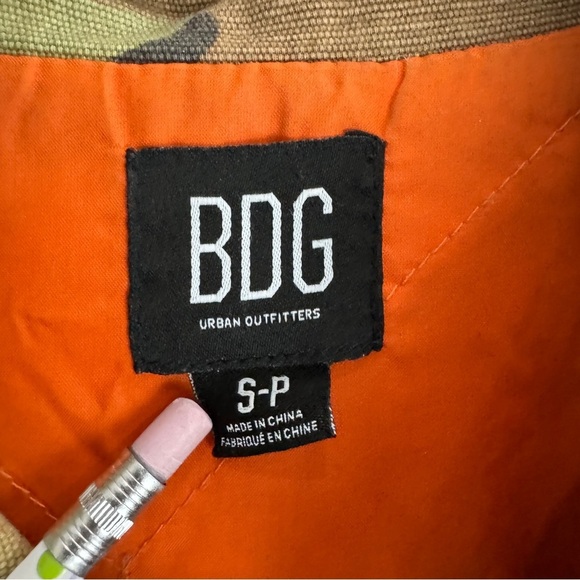 BDG
URBAN OUTFITTERS
S-P
MADE IN CHINA
FABRIQUÉ EN CHINE